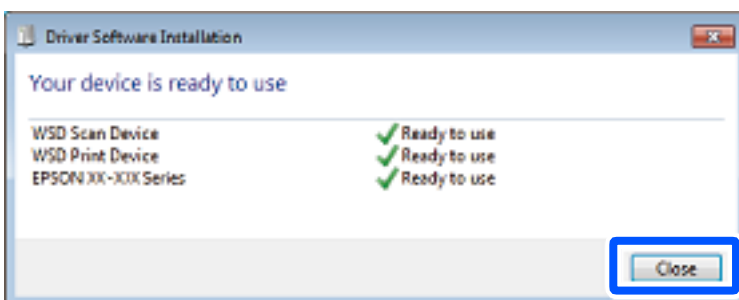 Driver Software Installation
Your device is ready to use
WSD Scan Device Ready to use
WSD Print Device Ready to use
EPSON XX-XXX Series Ready to use
Close